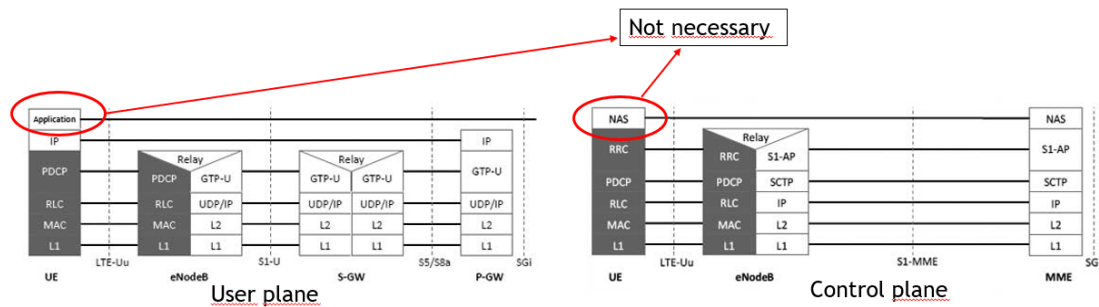 Not necessary
Application
IP
PDCP
RLC
MAC
L1
UE
LTE-Uu
Relay
PDCP
GTP-U
RLC
UDP/IP
MAC
L2
L1
L1
eNodeB
S1-U
Relay
GTP-U
GTP-U
UDP/IP
UDP/IP
L2
L2
L1
L1
S-GW
S5/S8a
IP
GTP-U
UDP/IP
L2
L1
P-GW
SGi
User plane
NAS
RRC
PDCP
RLC
MAC
L1
UE
LTE-Uu
Relay
RRC
S1-AP
PDCP
SCTP
RLC
IP
MAC
L2
L1
L1
eNodeB
S1-MME
NAS
S1-AP
SCTP
IP
L2
L1
MME
SG
Control plane